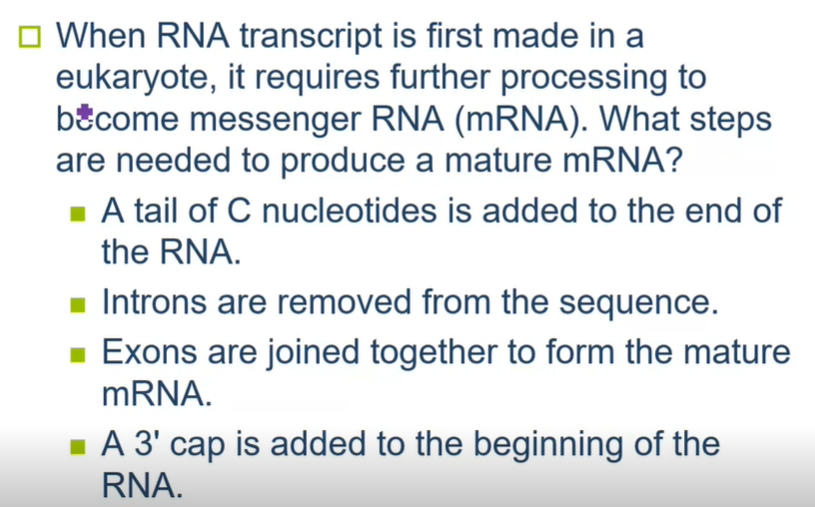 When RNA transcript is first made in a
eukaryote, it requires further processing to
become messenger RNA (mRNA). What steps
are needed to produce a mature mRNA?
A tail of C nucleotides is added to the end of
the RNA.
Introns are removed from the sequence.
Exons are joined together to form the mature
mRNA.
A 3' cap is added to the beginning of the
RNA.